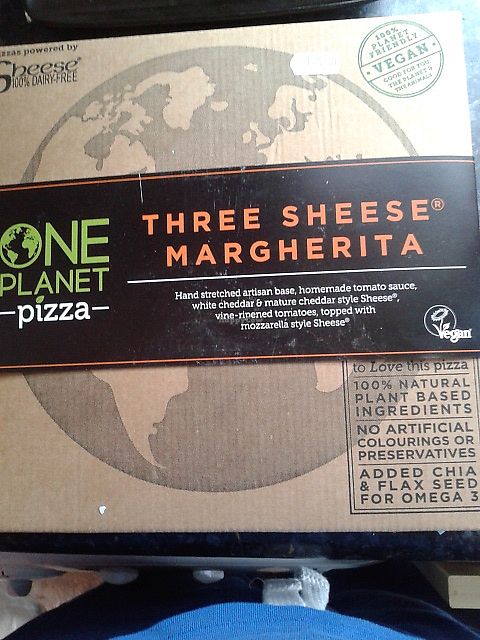 zzas powered by
Sheese®
100% DAIRY-FREE
100%
PLANET
FRIENDLY
• VEGAN •
GOOD FOR YOU,
THE PLANET &
THE ANIMALS
ONE
PLANET
pizza
THREE SHEESE®
MARGHERITA
Hand stretched artisan base, homemade tomato sauce,
white cheddar & mature cheddar style Sheese®,
vine-ripened tomatoes, topped with
mozzarella style Sheese®
Vegan
to Love this pizza
100% NATURAL
PLANT BASED
INGREDIENTS
NO ARTIFICIAL
COLOURINGS OR
PRESERVATIVES
ADDED CHIA
& FLAX SEED
FOR OMEGA 3